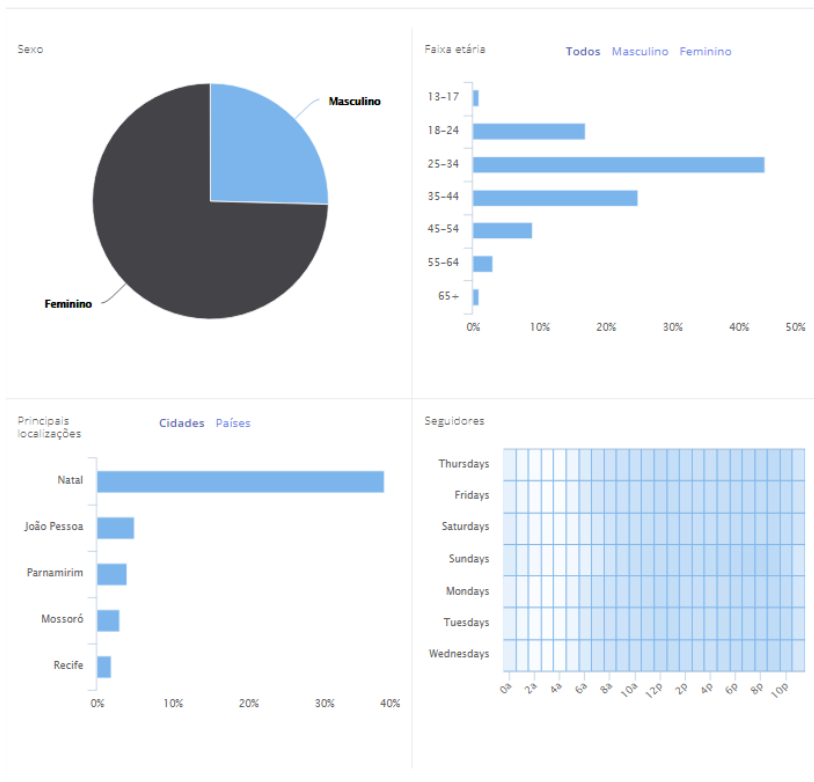 Sexo
Masculino
Feminino
Faixa etária
Todos Masculino Feminino
13-17
18-24
25-34
35-44
45-54
55-64
65+
0% 10% 20% 30% 40% 50%
Principais
localizações
Cidades Países
Natal
João Pessoa
Parnamirim
Mossoró
Recife
0% 10% 20% 30% 40%
Seguidores
Thursdays
Fridays
Saturdays
Sundays
Mondays
Tuesdays
Wednesdays
0a 2a 4a 6a 8a 10a 12p 2p 4p 6p 8p 10p